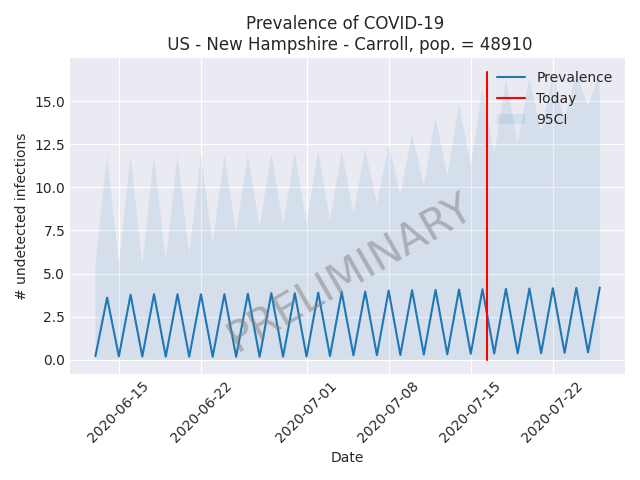 Prevalence of COVID-19
US - New Hampshire - Carroll, pop. = 48910
Prevalence
Today
95CI
15.0
12.5
10.0
7.5
5.0
2.5
0.0
# undetected infections
PRELIMINARY
2020-06-15
2020-06-22
2020-07-01
2020-07-08
2020-07-15
2020-07-22
Date